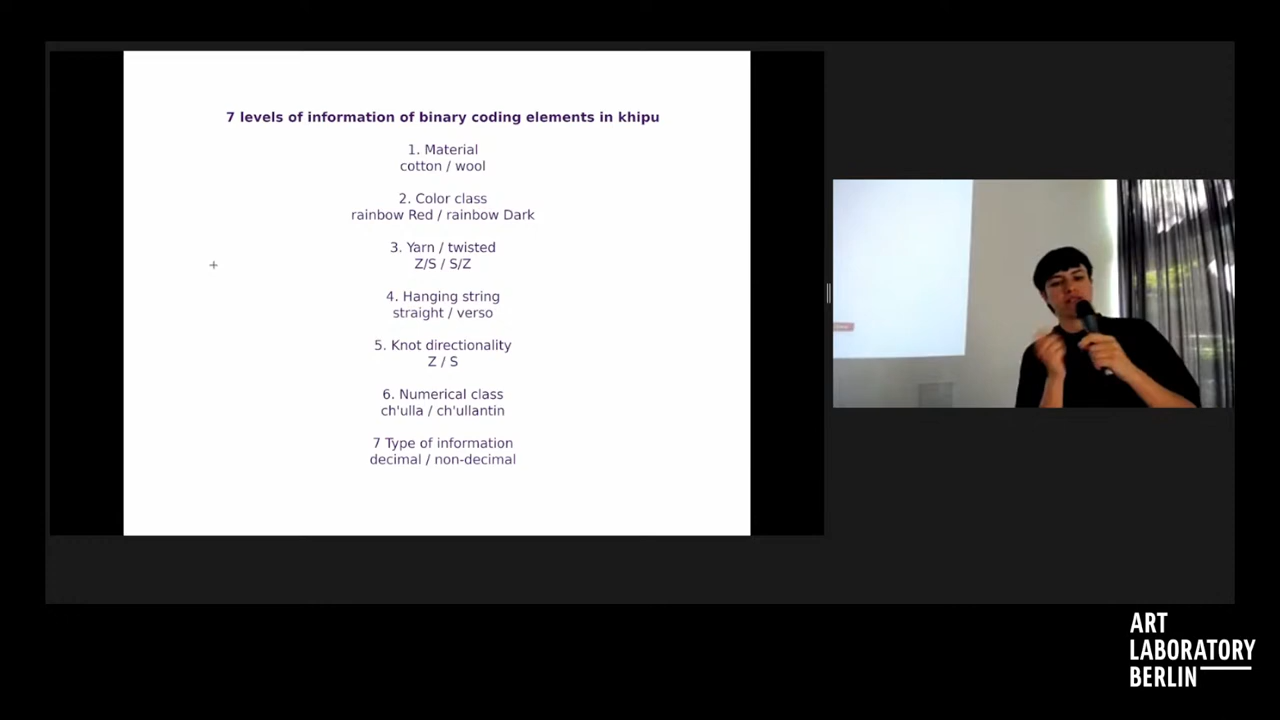 7 levels of information of binary coding elements in khipu
1. Material
cotton / wool
2. Color class
rainbow Red / rainbow Dark
3. Yarn / twisted
Z/S / S/Z
4. Hanging string
straight / verso
5. Knot directionality
Z / S
6. Numerical class
ch'ulla / ch'ullantin
7 Type of information
decimal / non-decimal
ART
LABORATORY
BERLIN